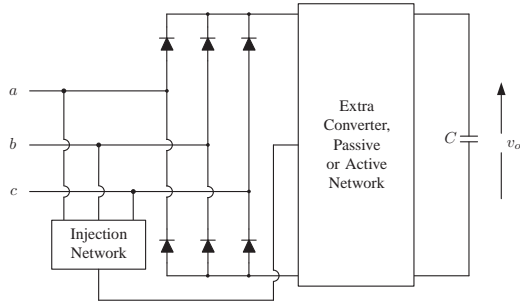 a
b
c
Injection
Network
Extra
Converter,
Passive
or Active
Network
C
v_o